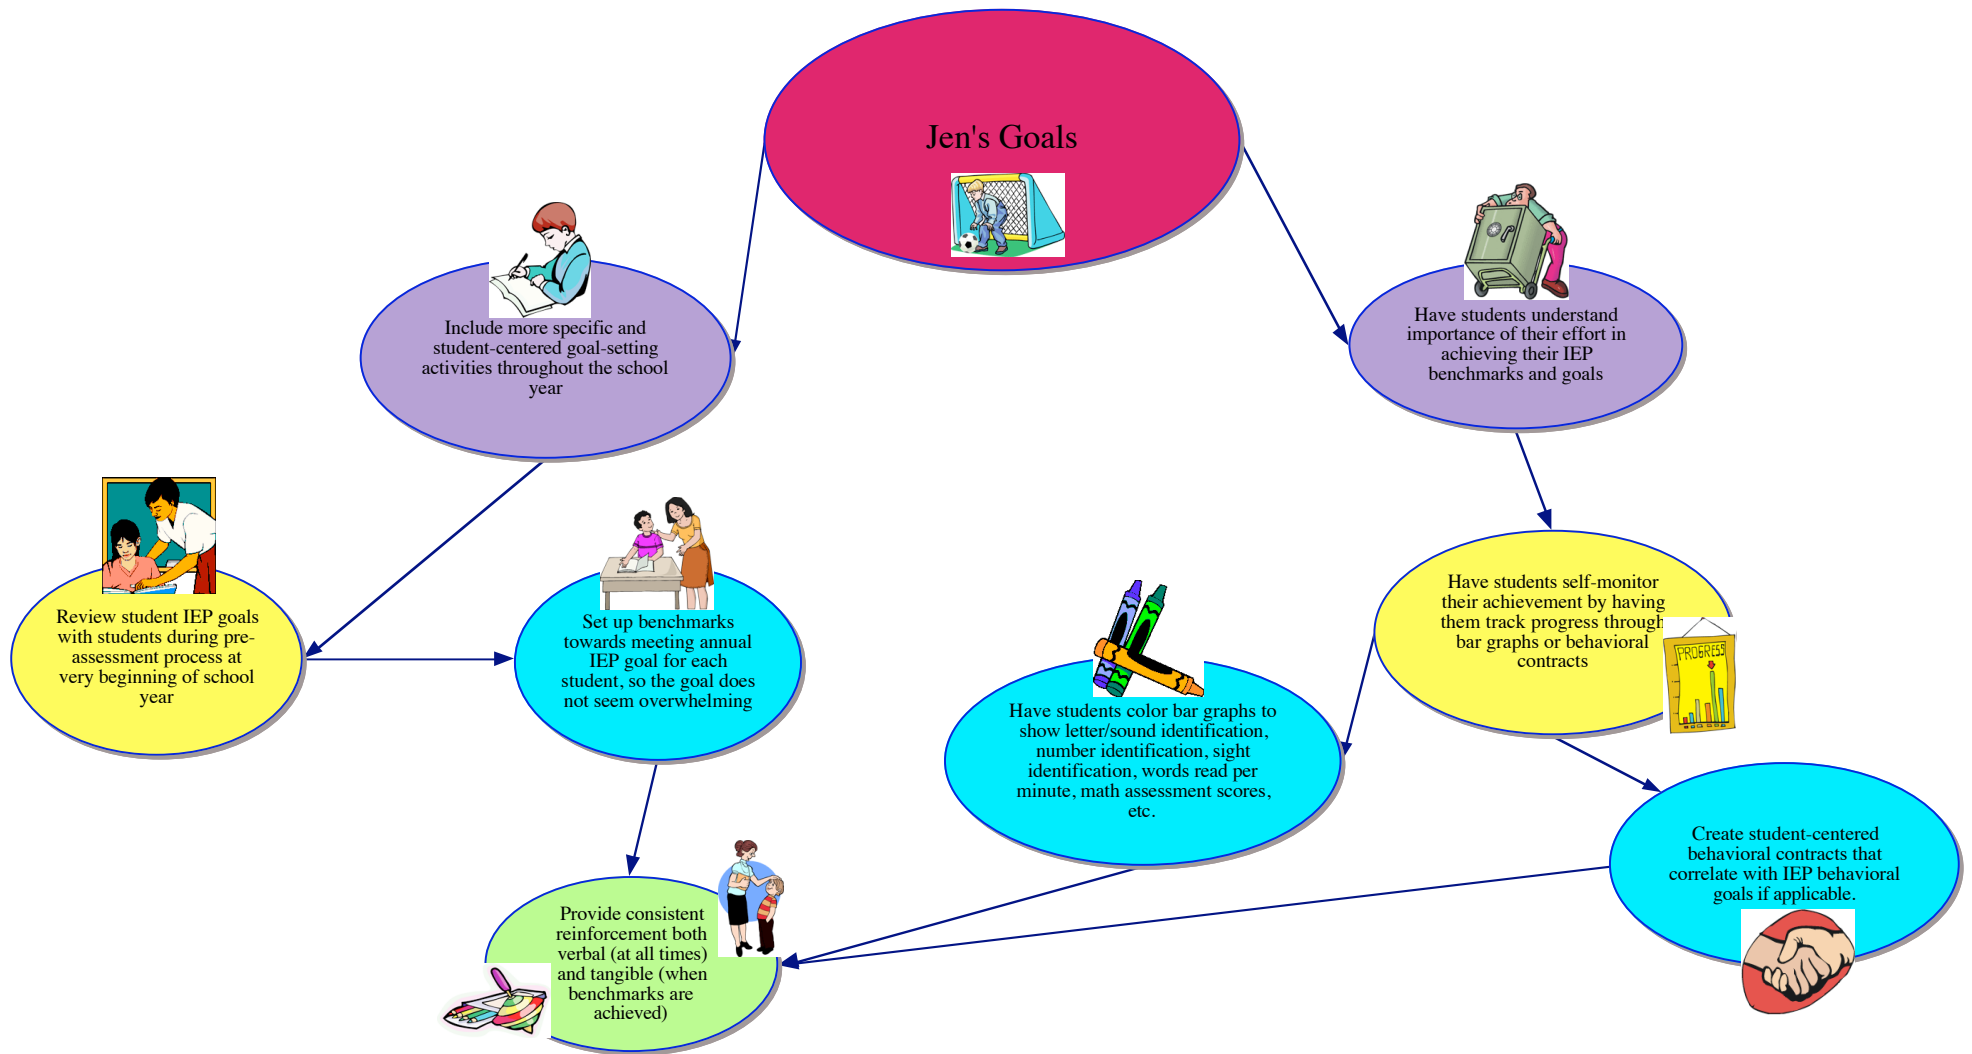 Jen's Goals
Include more specific and
student-centered goal-setting
activities throughout the school
year
Have students understand
importance of their effort in
achieving their IEP
benchmarks and goals
Review student IEP goals
with students during pre-
assessment process at
very beginning of school
year
Set up benchmarks
towards meeting annual
IEP goal for each
student, so the goal does
not seem overwhelming
Have students color bar graphs to
show letter/sound identification,
number identification, sight
identification, words read per
minute, math assessment scores,
etc.
Have students self-monitor
their achievement by having
them track progress through
bar graphs or behavioral
contracts
PROGRESS
Create student-centered
behavioral contracts that
correlate with IEP behavioral
goals if applicable.
Provide consistent
reinforcement both
verbal (at all times)
and tangible (when
benchmarks are
achieved)